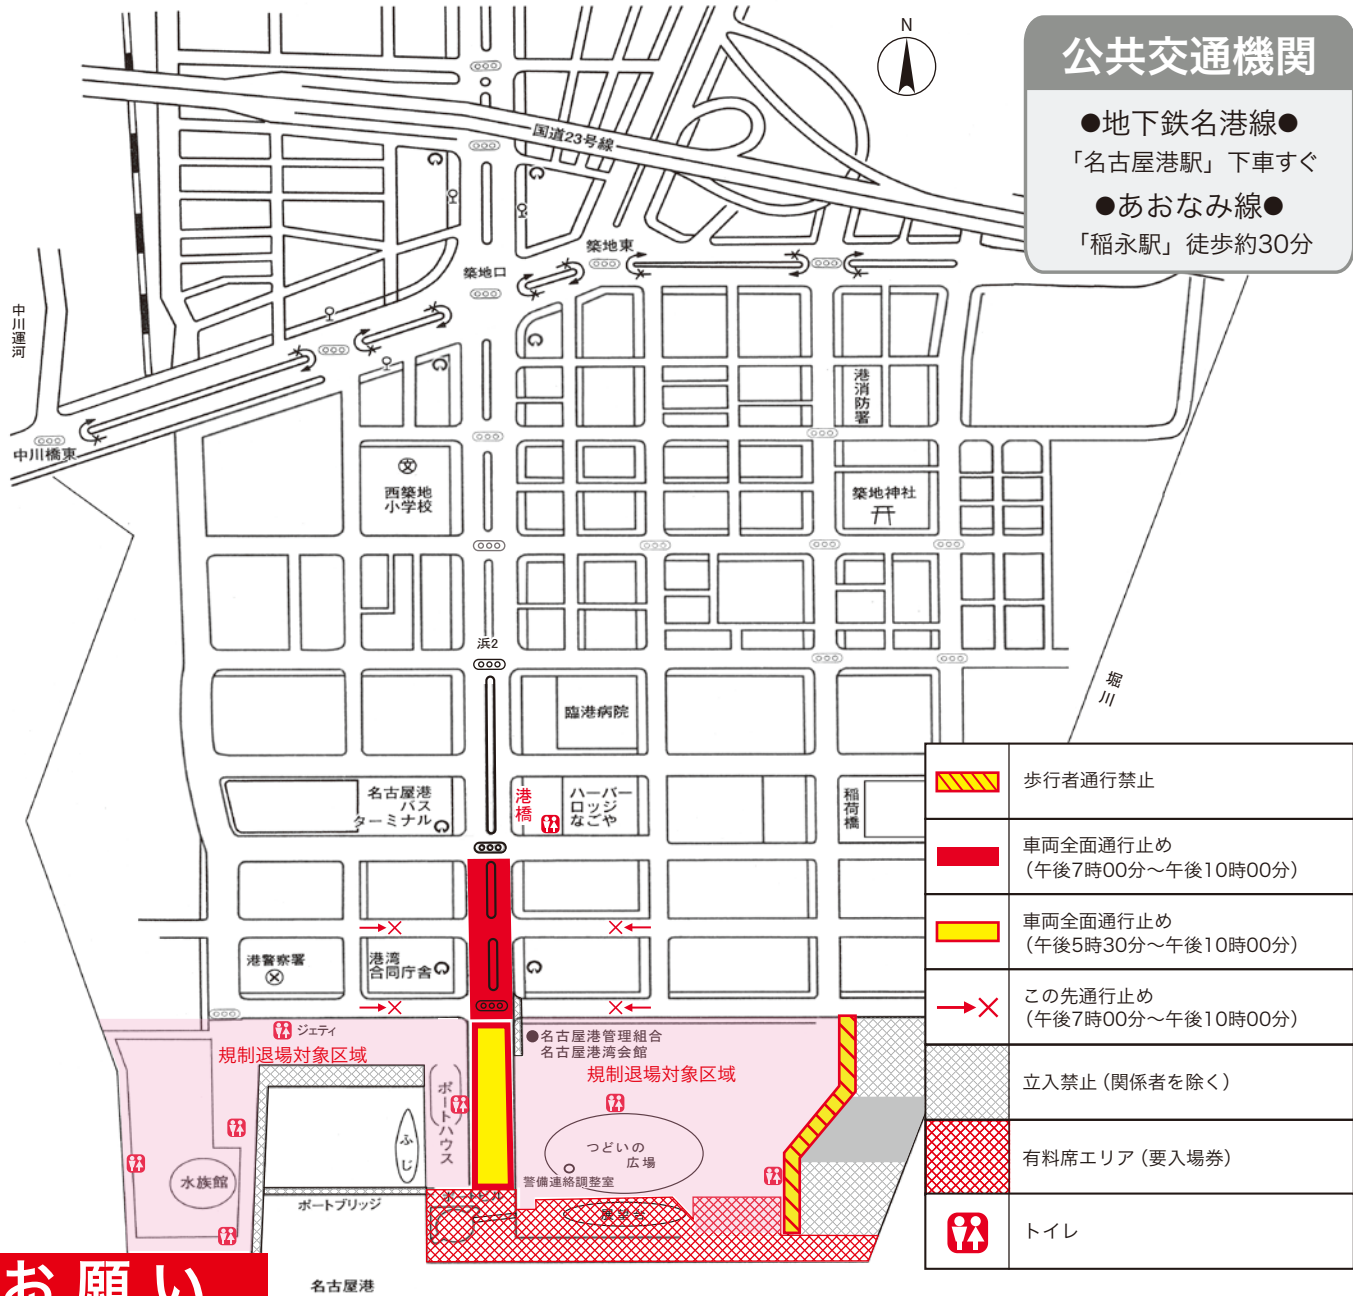 N
公共交通機関
●地下鉄名港線●
「名古屋港駅」下車すぐ
●あおなみ線●
「稲永駅」徒歩約30分
国道23号線
築地東
築地口
中川運河
中川橋東
港消防署
文
西築地
小学校
築地神社
浜2
臨港病院
堀川
名古屋港
バス
ターミナル
港橋
ハーバー
ロッジ
なごや
稲荷橋
港警察署
港湾
合同庁舎
ジェティ
規制退場対象区域
●名古屋港管理組合
名古屋港湾会館
規制退場対象区域
ポートハウス
ふじ
つどいの
広場
警備連絡調整室
水族館
ポートブリッジ
ポートビル
展望台
名古屋港
歩行者通行禁止
車両全面通行止め
(午後7時00分〜午後10時00分)
車両全面通行止め
(午後5時30分〜午後10時00分)
この先通行止め
(午後7時00分〜午後10時00分)
立入禁止(関係者を除く)
有料席エリア(要入場券)
トイレ
お願い